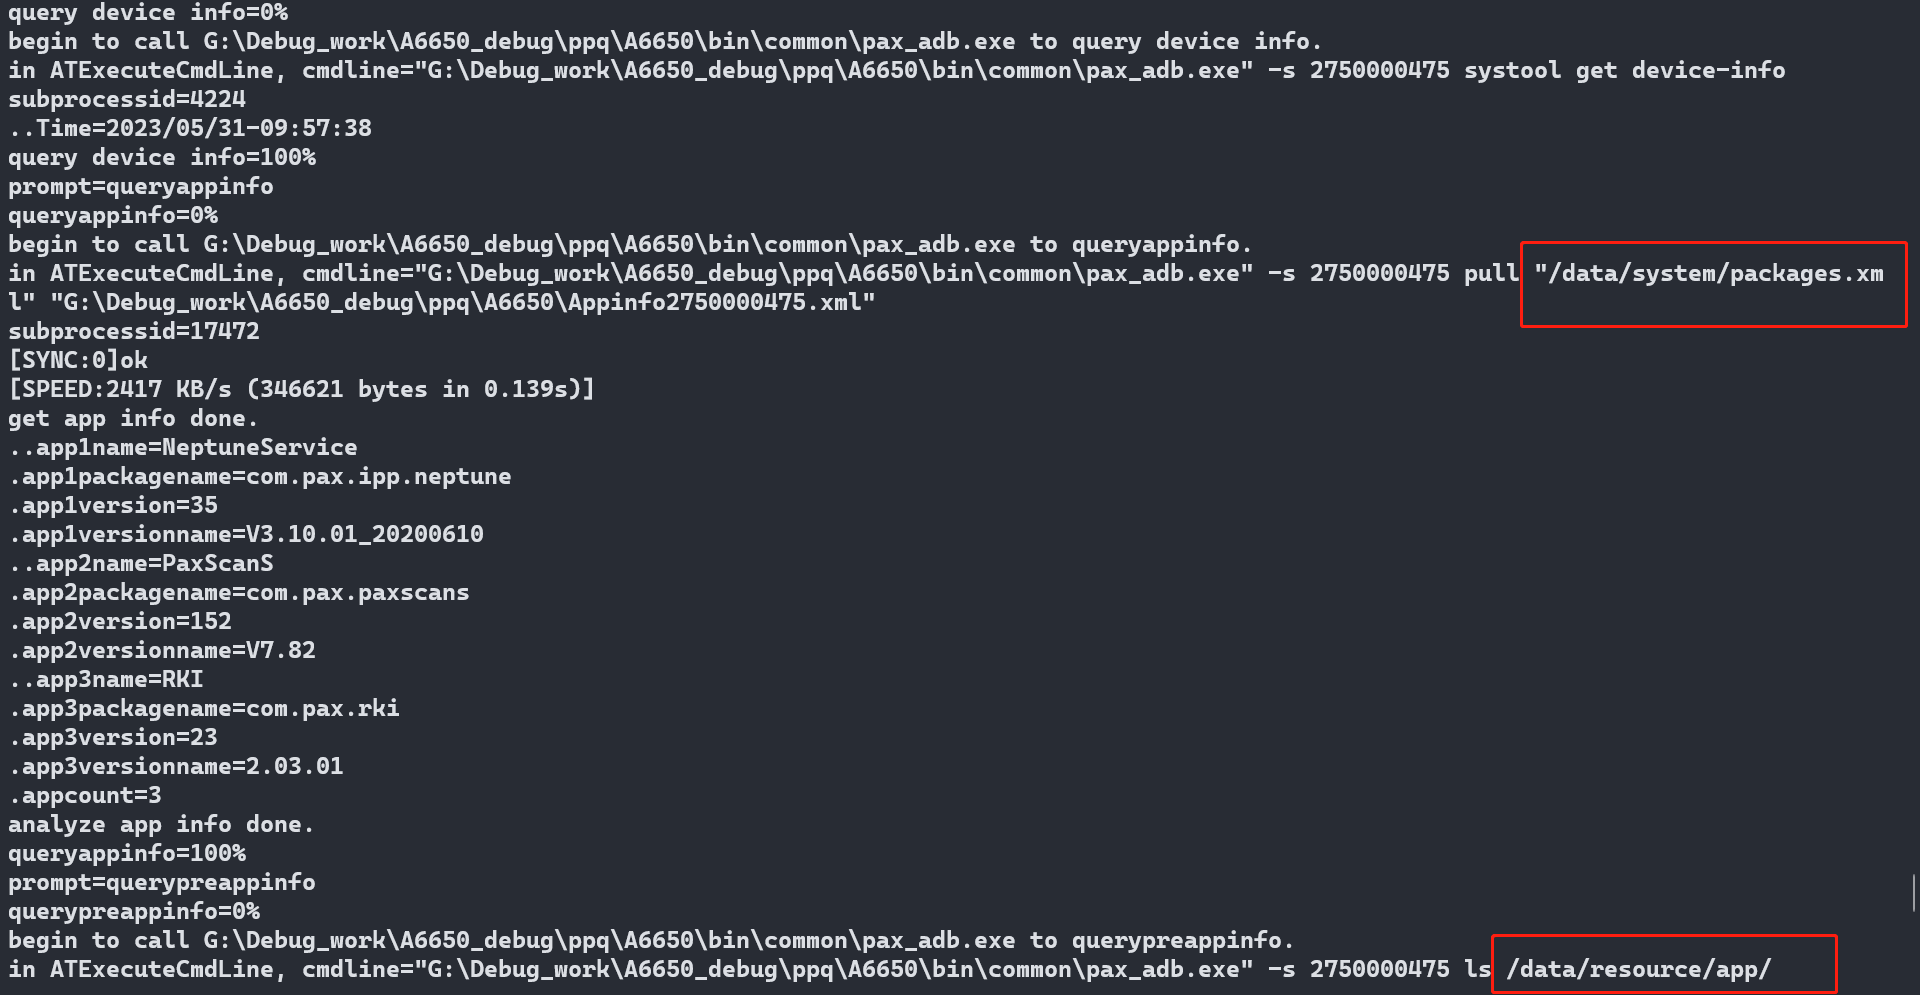 query device info=0%
begin to call G:\Debug_work\A6650_debug\ppq\A6650\bin\common\pax_adb.exe to query device info.
in ATExecuteCmdLine, cmdline="G:\Debug_work\A6650_debug\ppq\A6650\bin\common\pax_adb.exe" -s 2750000475 systool get device-info
subprocessid=4224
..Time=2023/05/31-09:57:38
query device info=100%
prompt=queryappinfo
queryappinfo=0%
begin to call G:\Debug_work\A6650_debug\ppq\A6650\bin\common\pax_adb.exe to queryappinfo.
in ATExecuteCmdLine, cmdline="G:\Debug_work\A6650_debug\ppq\A6650\bin\common\pax_adb.exe" -s 2750000475 pull "/data/system/packages.xm
l" "G:\Debug_work\A6650_debug\ppq\A6650\Appinfo2750000475.xml"
subprocessid=17472
[SYNC:0]ok
[SPEED:2417 KB/s (346621 bytes in 0.139s)]
get app info done.
..app1name=NeptuneService
.app1packagename=com.pax.ipp.neptune
.app1version=35
.app1versionname=V3.10.01_20200610
..app2name=PaxScanS
.app2packagename=com.pax.paxscans
.app2version=152
.app2versionname=V7.82
..app3name=RKI
.app3packagename=com.pax.rki
.app3version=23
.app3versionname=2.03.01
.appcount=3
analyze app info done.
queryappinfo=100%
prompt=querypreappinfo
querypreappinfo=0%
begin to call G:\Debug_work\A6650_debug\ppq\A6650\bin\common\pax_adb.exe to querypreappinfo.
in ATExecuteCmdLine, cmdline="G:\Debug_work\A6650_debug\ppq\A6650\bin\common\pax_adb.exe" -s 2750000475 ls /data/resource/app/